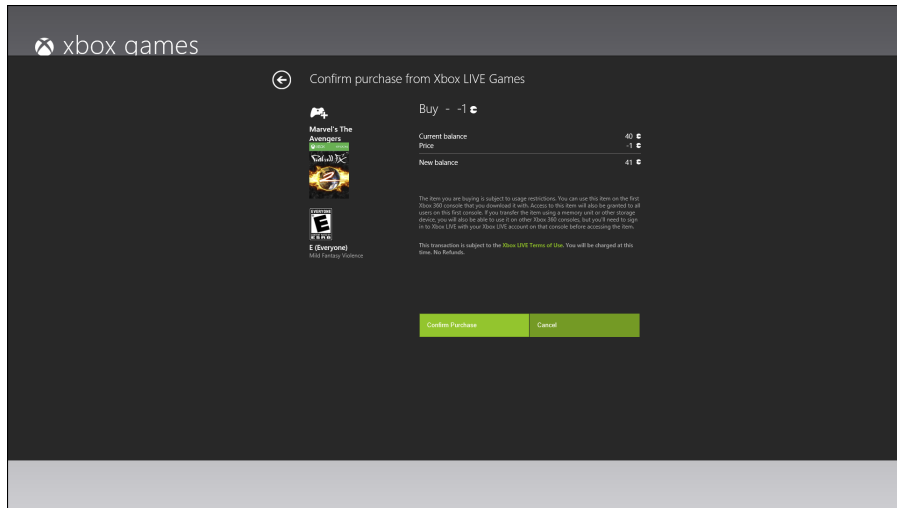 xbox games
Confirm purchase from Xbox LIVE Games
Marvel's The
Avengers
Pinball FX
2
EVERYONE
E
ESRB
E (Everyone)
Mild Fantasy Violence
Buy - -1
Current balance 40
Price -1
New balance 41
The item you are buying is subject to usage restrictions. You can use this item on the first
Xbox 360 console that you download it with. Access to this item will also be granted to all
users on this first console. If you transfer the item using a memory unit or other storage
device, you will also be able to use it on other Xbox 360 consoles, but you'll need to sign
in to Xbox LIVE with your Xbox LIVE account on that console before accessing the item.
This transaction is subject to the Xbox LIVE Terms of Use. You will be charged at this
time. No Refunds.
Confirm Purchase
Cancel